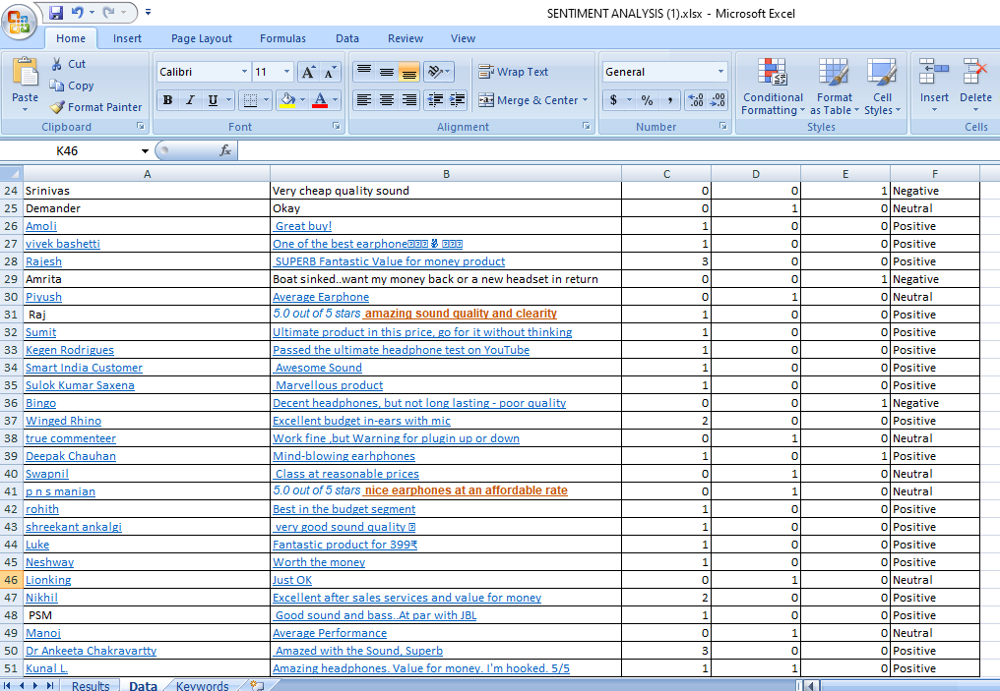 SENTIMENT ANALYSIS (1).xlsx - Microsoft Excel
Home Insert Page Layout Formulas Data Review View
Paste Cut Copy Format Painter Clipboard
Calibri 11 A A B I U A Font
Wrap Text Merge & Center Alignment
General $ % , .00 .00 Number
Conditional Formatting Format as Table Cell Styles Styles
Insert Delete Cells
K46 fx
A B C D E F
24 Srinivas Very cheap quality sound 0 0 1 Negative
25 Demander Okay 0 1 0 Neutral
26 Amoli Great buy! 1 0 0 Positive
27 vivek bashetti One of the best earphone 1 0 0 Positive
28 Rajesh SUPERB Fantastic Value for money product 3 0 0 Positive
29 Amrita Boat sinked..want my money back or a new headset in return 0 0 1 Negative
30 Piyush Average Earphone 0 1 0 Neutral
31 Raj 5.0 out of 5 stars amazing sound quality and clearity 1 0 0 Positive
32 Sumit Ultimate product in this price, go for it without thinking 1 0 0 Positive
33 Kegen Rodrigues Passed the ultimate headphone test on YouTube 1 0 0 Positive
34 Smart India Customer Awesome Sound 1 0 0 Positive
35 Sulok Kumar Saxena Marvellous product 1 0 0 Positive
36 Bingo Decent headphones, but not long lasting - poor quality 0 0 1 Negative
37 Winged Rhino Excellent budget in-ears with mic 2 0 0 Positive
38 true commenteer Work fine ,but Warning for plugin up or down 0 1 0 Neutral
39 Deepak Chauhan Mind-blowing earhphones 1 0 1 Positive
40 Swapnil Class at reasonable prices 0 1 0 Neutral
41 p n s manian 5.0 out of 5 stars nice earphones at an affordable rate 0 1 0 Neutral
42 rohith Best in the budget segment 1 0 0 Positive
43 shreekant ankalgi very good sound quality 1 0 0 Positive
44 Luke Fantastic product for 399₹ 1 0 0 Positive
45 Neshway Worth the money 1 0 0 Positive
46 Lionking Just OK 0 1 0 Neutral
47 Nikhil Excellent after sales services and value for money 2 0 0 Positive
48 PSM Good sound and bass..At par with JBL 1 0 0 Positive
49 Manoj Average Performance 0 1 0 Neutral
50 Dr Ankeeta Chakravartty Amazed with the Sound, Superb 3 0 0 Positive
51 Kunal L. Amazing headphones. Value for money. I'm hooked. 5/5 1 1 0 Positive
Results Data Keywords